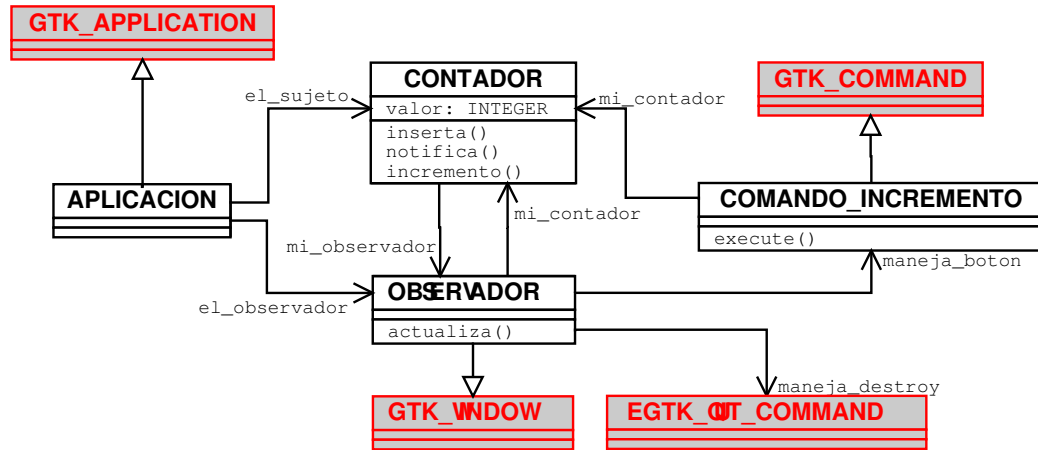 GTK_APPLICATION
CONTADOR
GTK_COMMAND
el_sujeto
valor: INTEGER
mi_contador
inserta()
notifica()
incremento()
APLICACION
COMANDO_INCREMENTO
mi_contador
execute()
mi_observador
maneja_boton
OBSERVADOR
el_observador
actualiza()
maneja_destroy
GTK_WINDOW
EGTK_QUIT_COMMAND